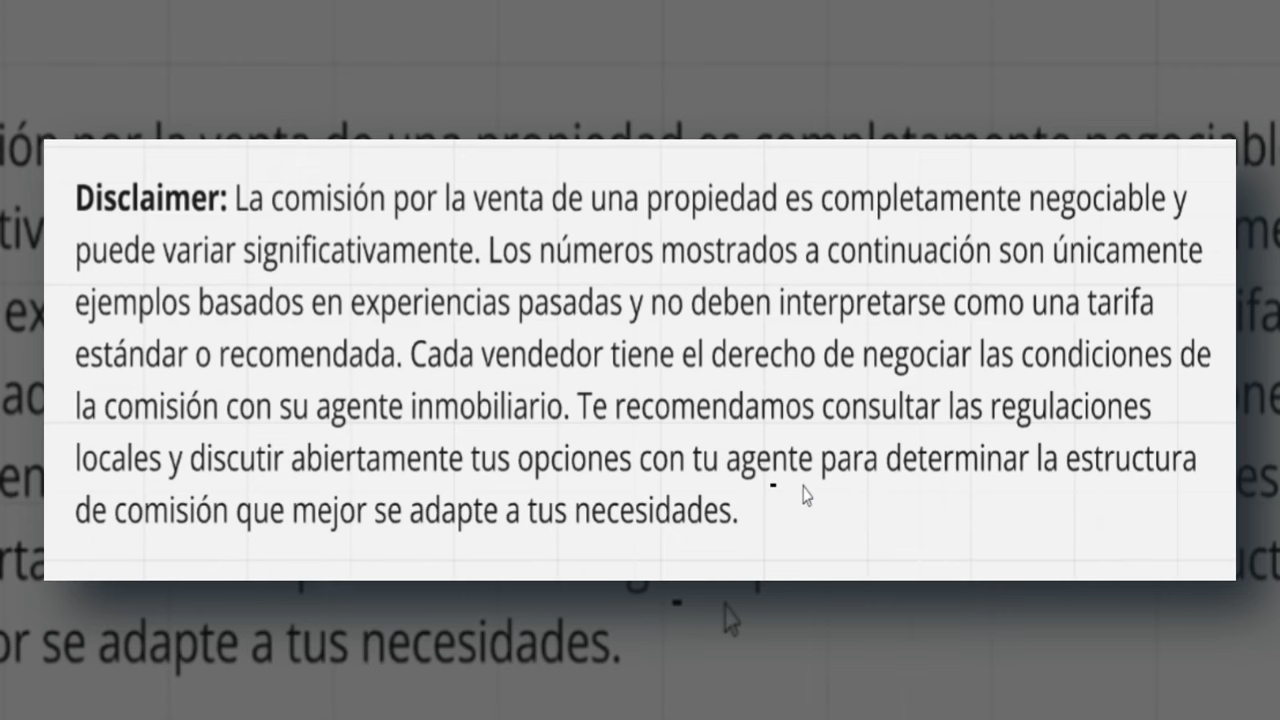 Disclaimer: La comisión por la venta de una propiedad es completamente negociable y
puede variar significativamente. Los números mostrados a continuación son únicamente
ejemplos basados en experiencias pasadas y no deben interpretarse como una tarifa
estándar o recomendada. Cada vendedor tiene el derecho de negociar las condiciones de
la comisión con su agente inmobiliario. Te recomendamos consultar las regulaciones
locales y discutir abiertamente tus opciones con tu agente para determinar la estructura
de comisión que mejor se adapte a tus necesidades.
se adapte a tus necesidades.